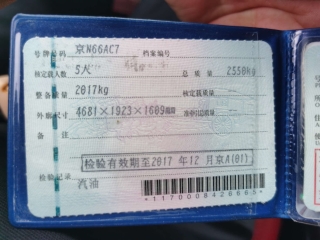 号牌号码 京N66AC7 档案编号
核定载人数 5人 总质量 2550kg
整备质量 2017kg 核定载质量
外廓尺寸 4681×1923×1609mm 准牵引总质量
备注
检验有效期至2017年12月京A(01)
检验记录
汽油
*1170008426665*